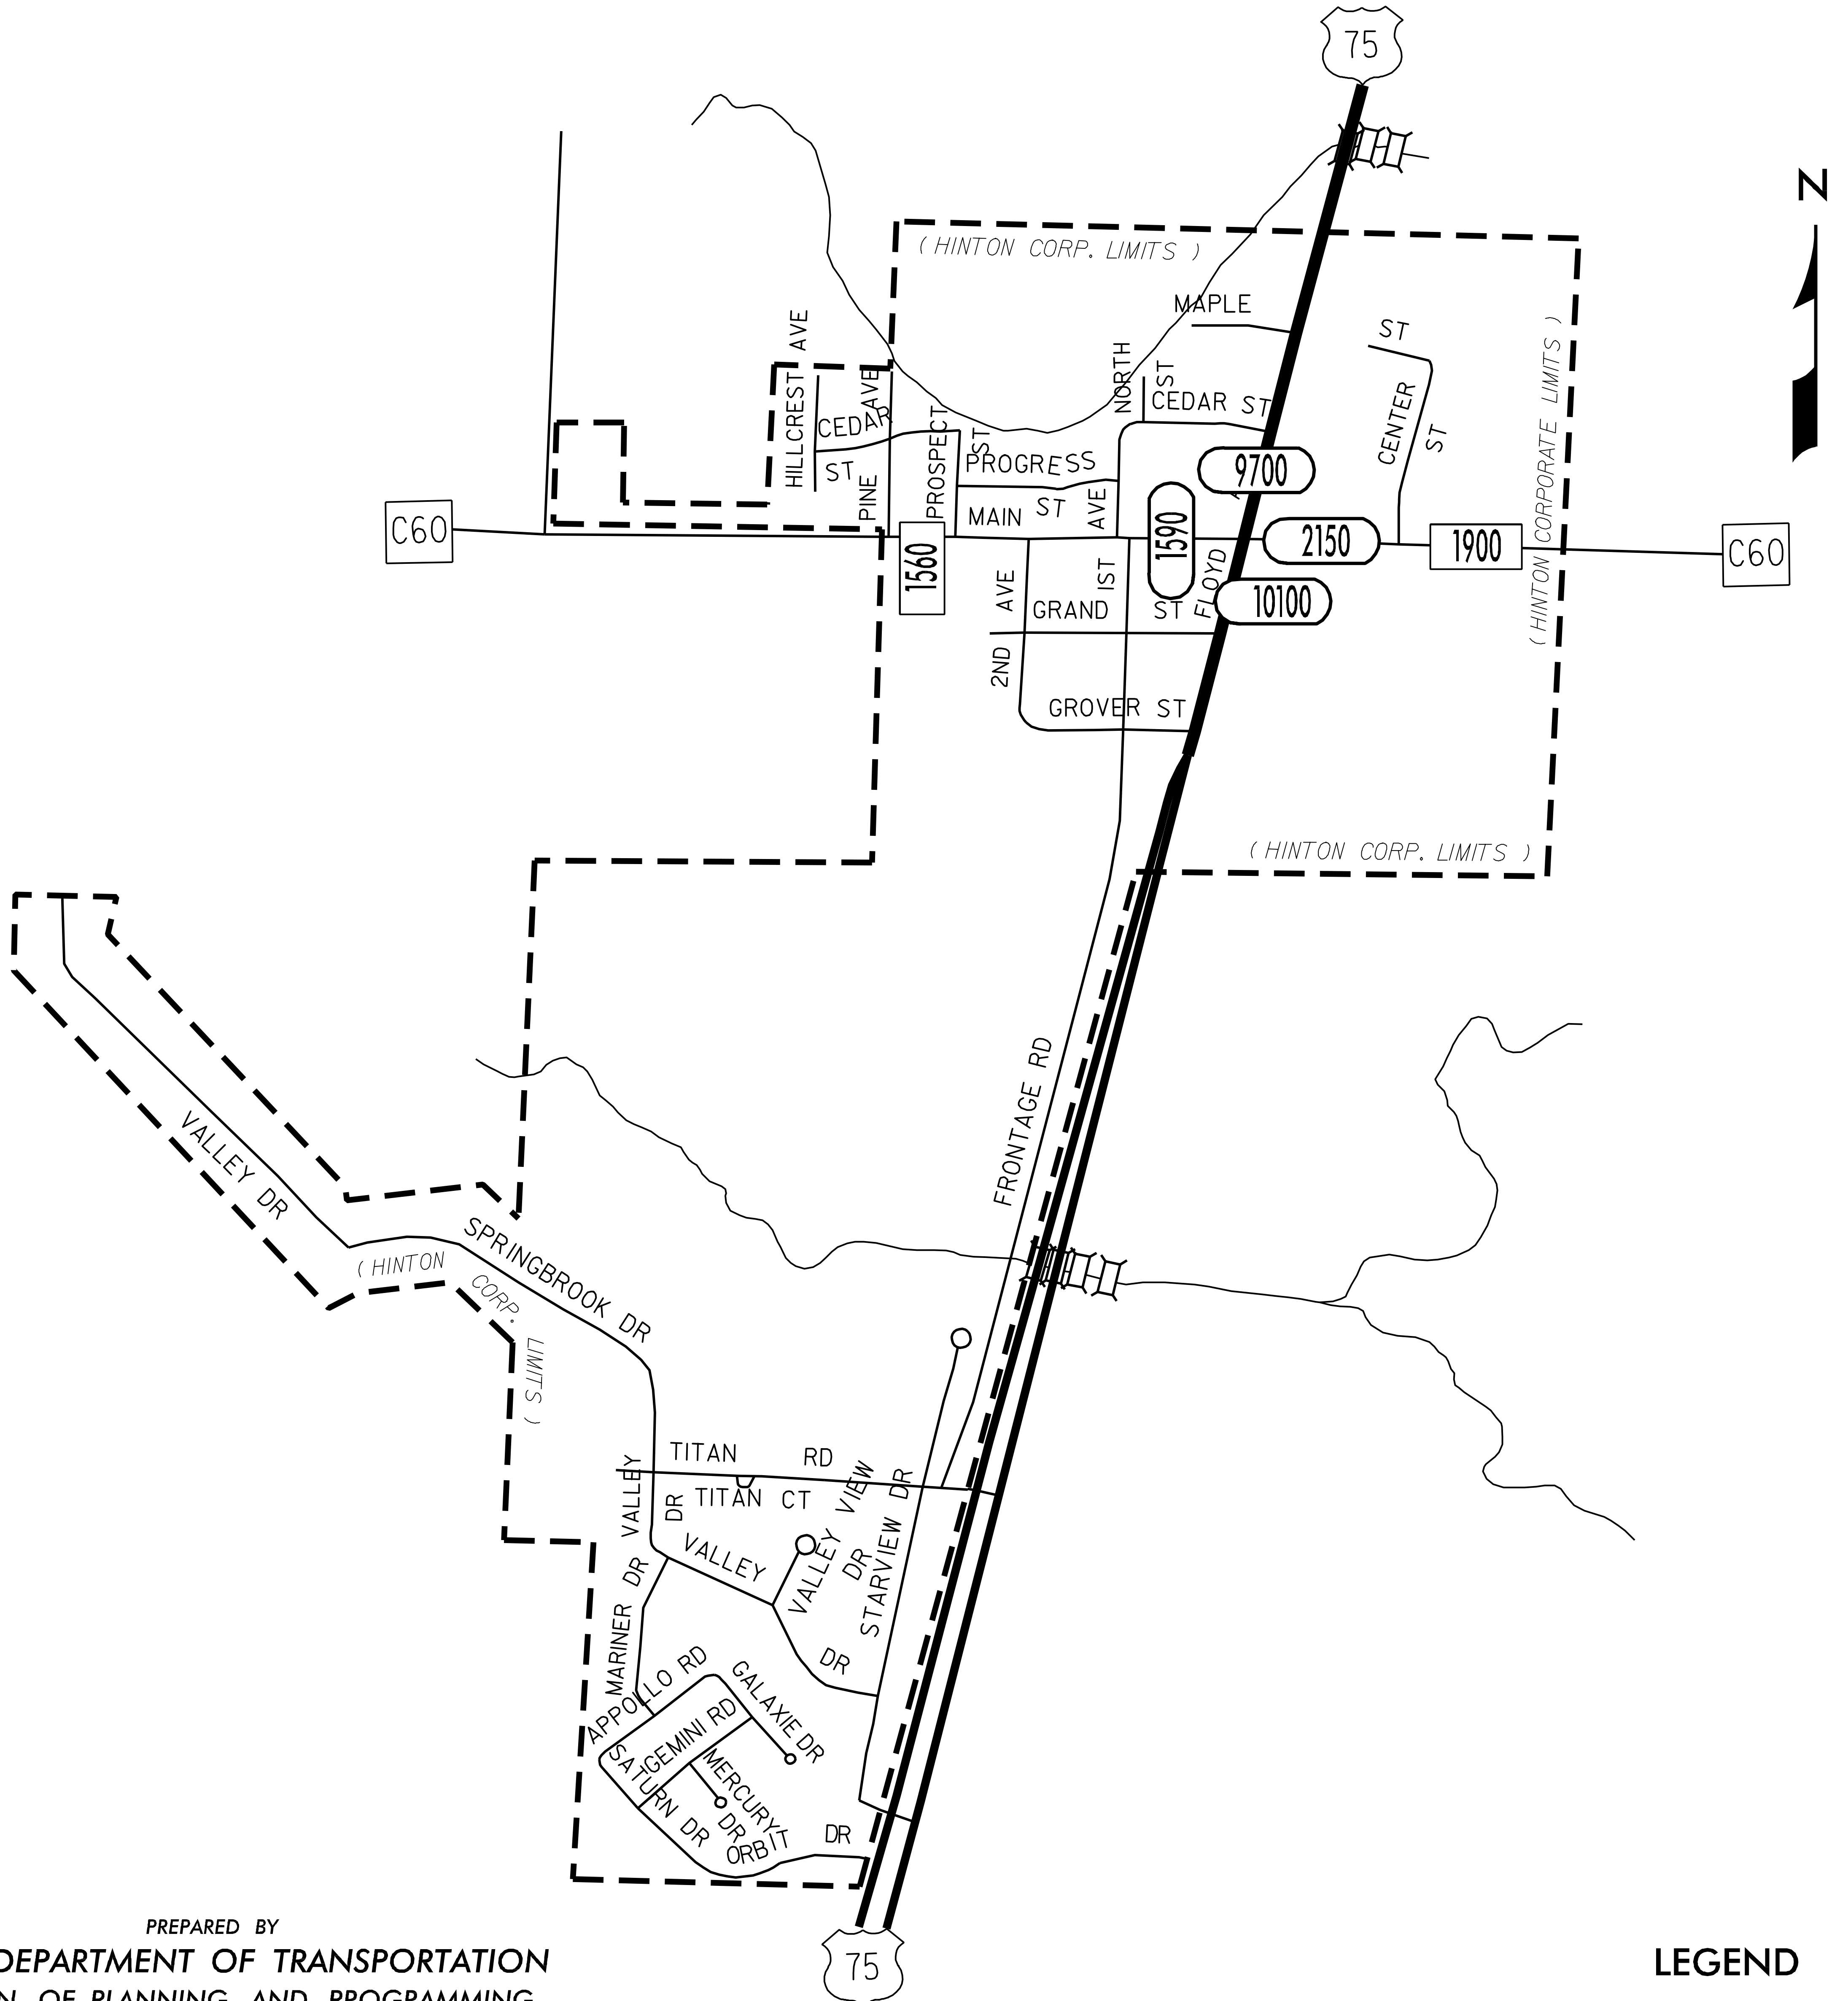 75
N
( HINTON CORP. LIMITS )
MAPLE
ST
HILLCREST AVE
PINE AVE
CEDAR
ST
PROSPECT ST
NORTH ST
CEDAR ST
CENTER ST
( HINTON CORPORATE LIMITS )
PROGRESS
ST
MAIN
AVE
9700
C60
1560
1590
2150
1900
C60
2ND AVE
GRAND
IST
ST
FLOYD
10100
GROVER ST
( HINTON CORP. LIMITS )
FRONTAGE RD
VALLEY DR
SPRINGBROOK DR
( HINTON
CORP.
LIMITS )
TITAN RD
TITAN CT
VALLEY DR
VALLEY VIEW DR
STARVIEW DR
VALLEY
DR
MARINER DR
APPOLLO RD
GALAXIE DR
GEMINI RD
MERCURY DR
SATURN DR
ORBIT DR
75
PREPARED BY
DEPARTMENT OF TRANSPORTATION
OF PLANNING AND PROGRAMMING
LEGEND